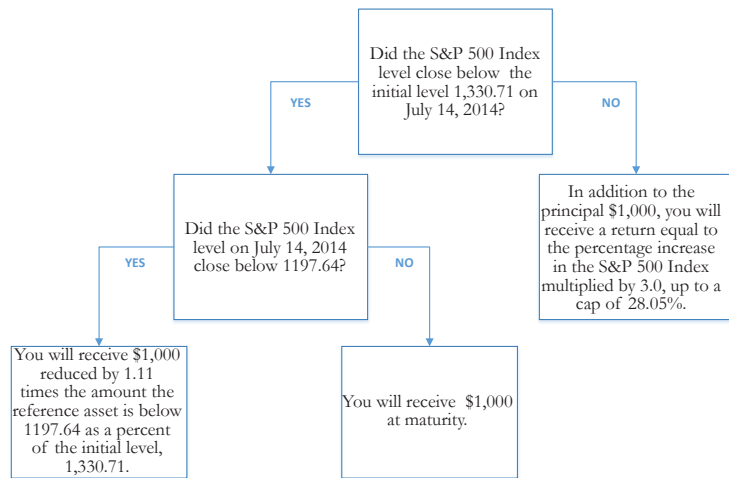 Did the S&P 500 Index
level close below the
initial level 1,330.71 on
July 14, 2014?
YES
NO
Did the S&P 500 Index
level on July 14, 2014
close below 1197.64?
In addition to the
principal $1,000, you will
receive a return equal to
the percentage increase
in the S&P 500 Index
multiplied by 3.0, up to a
cap of 28.05%.
YES
NO
You will receive $1,000
reduced by 1.11
times the amount the
reference asset is below
1197.64 as a percent
of the initial level,
1,330.71.
You will receive $1,000
at maturity.